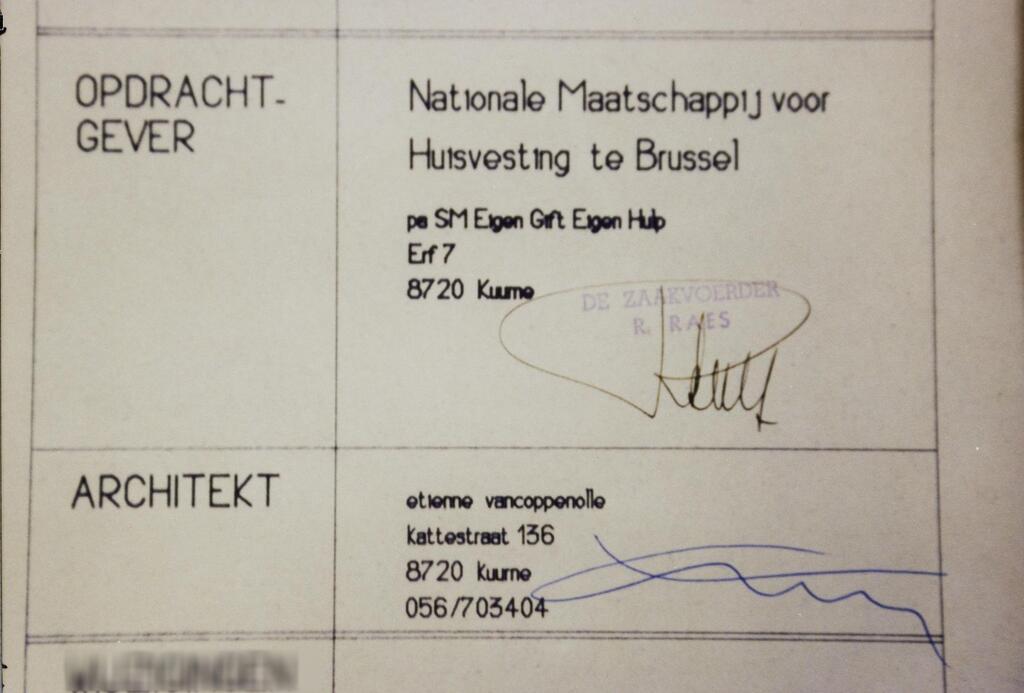 OPDRACHT-
GEVER
Nationale Maatschappij voor
Huisvesting te Brussel
pa SM Eigen Gift Eigen Hulp
Erf 7
8720 Kuurne
DE ZAAKVOERDER
R. RAES
ARCHITEKT
etienne vancoppenolle
kattestraat 136
8720 Kuurne
056/703404